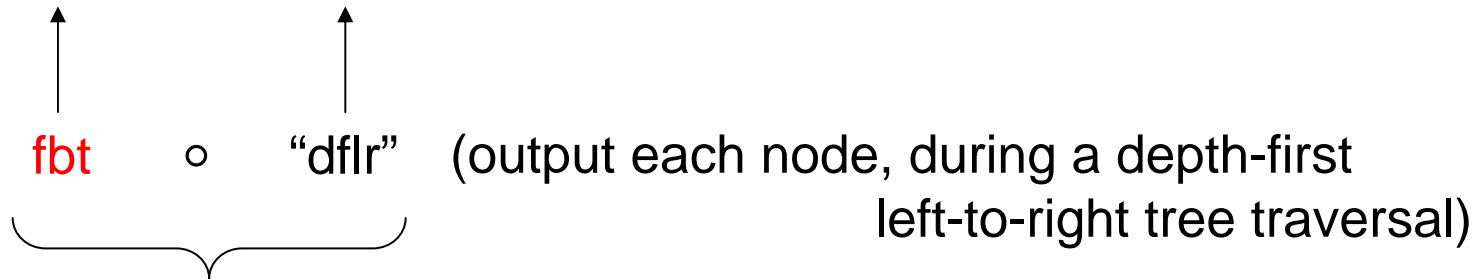 fbt ∘ “dflr” (output each node, during a depth-first
left-to-right tree traversal)